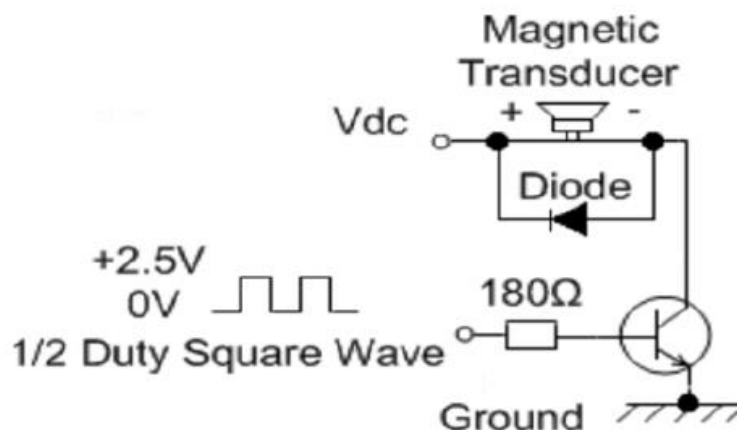 Magnetic
Transducer
+ -
Vdc
Diode
+2.5V
0V
180Ω
1/2 Duty Square Wave
Ground